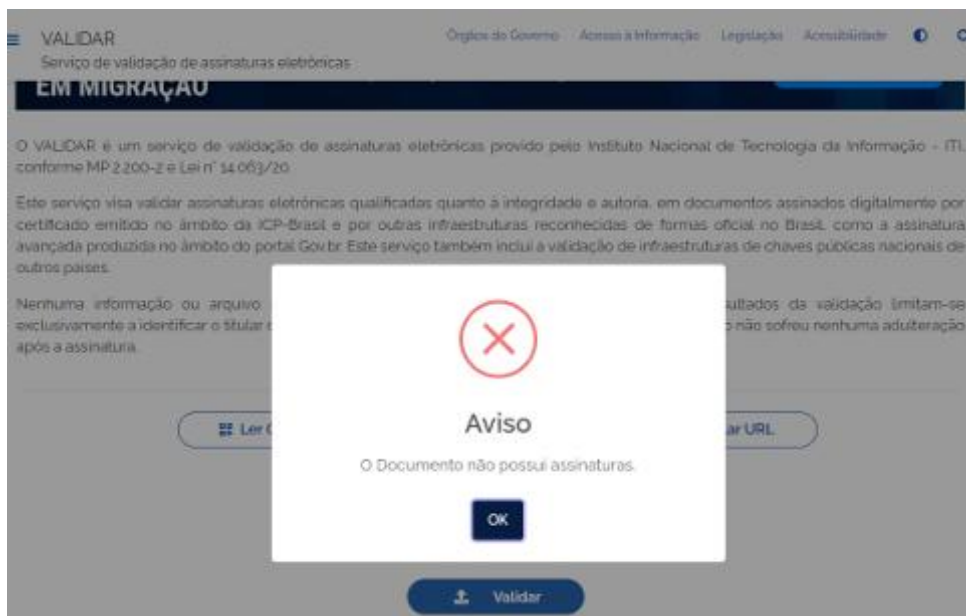 VALIDAR
Serviço de validação de assinaturas eletrônicas
Órgãos do Governo Acesso à Informação Legislação Acessibilidade
EM MIGRAÇÃO
O VALIDAR é um serviço de validação de assinaturas eletrônicas provido pelo Instituto Nacional de Tecnologia da Informação - ITI,
conforme MP 2.200-2 e Lei n° 14.063/20.
Este serviço visa validar assinaturas eletrônicas qualificadas quanto à integridade e autoria, em documentos assinados digitalmente por
certificado emitido no âmbito da ICP-Brasil e por outras infraestruturas reconhecidas de formas oficial no Brasil, como a assinatura
avançada produzida no âmbito do portal Gov.br. Este serviço também inclui a validação de infraestruturas de chaves públicas nacionais de
outros países.
Nenhuma informação ou arquivo sultados da validação limitam-se
exclusivamente a identificar o titular o não sofreu nenhuma adulteração
após a assinatura.
Ler ar URL
Aviso
O Documento não possui assinaturas.
OK
Validar